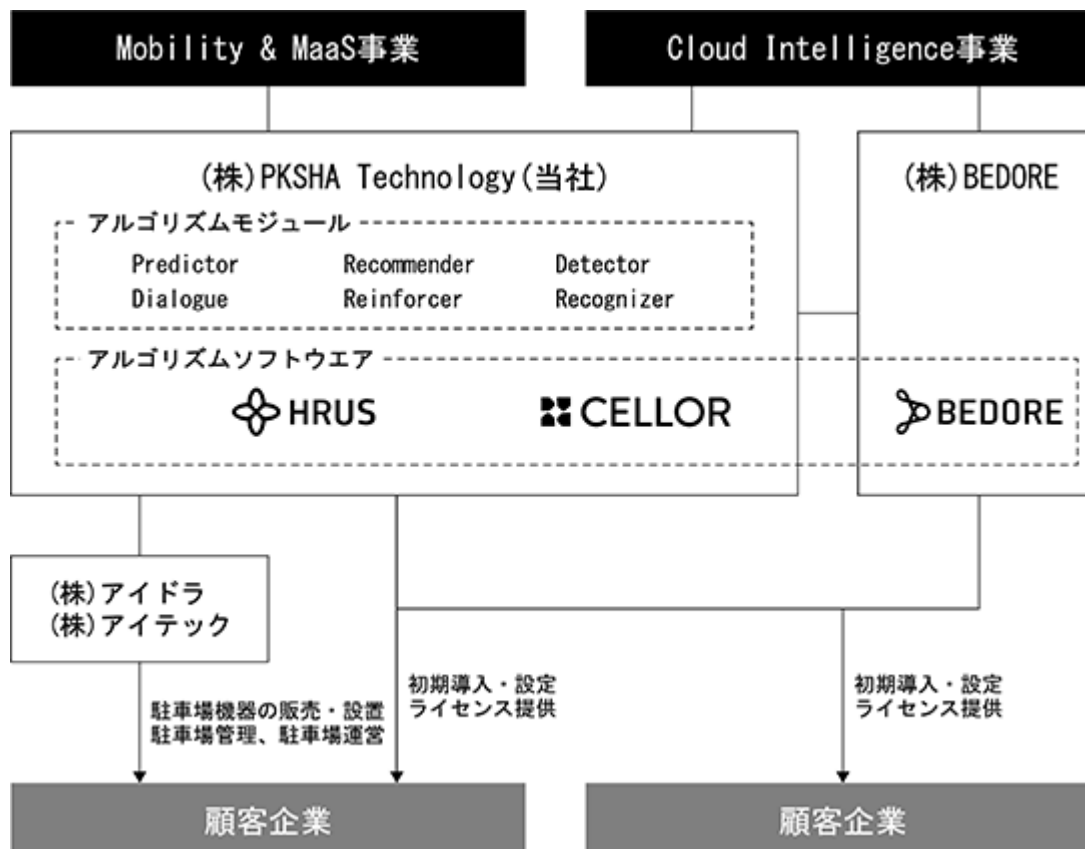 Mobility & MaaS事業
Cloud Intelligence事業
(株)PKSHA Technology(当社)
(株)BEDORE
アルゴリズムモジュール
Predictor
Recommender
Detector
Dialogue
Reinforcer
Recognizer
アルゴリズムソフトウエア
HRUS
CELLOR
BEDORE
(株)アイドラ
(株)アイテック
駐車場機器の販売・設置
駐車場管理、駐車場運営
初期導入・設定
ライセンス提供
初期導入・設定
ライセンス提供
顧客企業
顧客企業